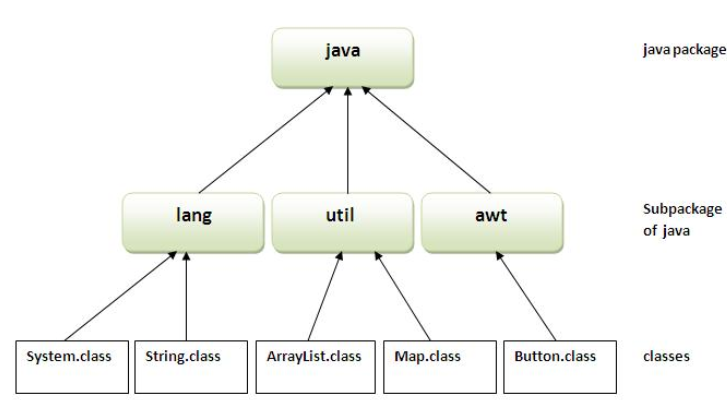 java
java package
lang
util
awt
Subpackage
of java
System.class
String.class
ArrayList.class
Map.class
Button.class
classes